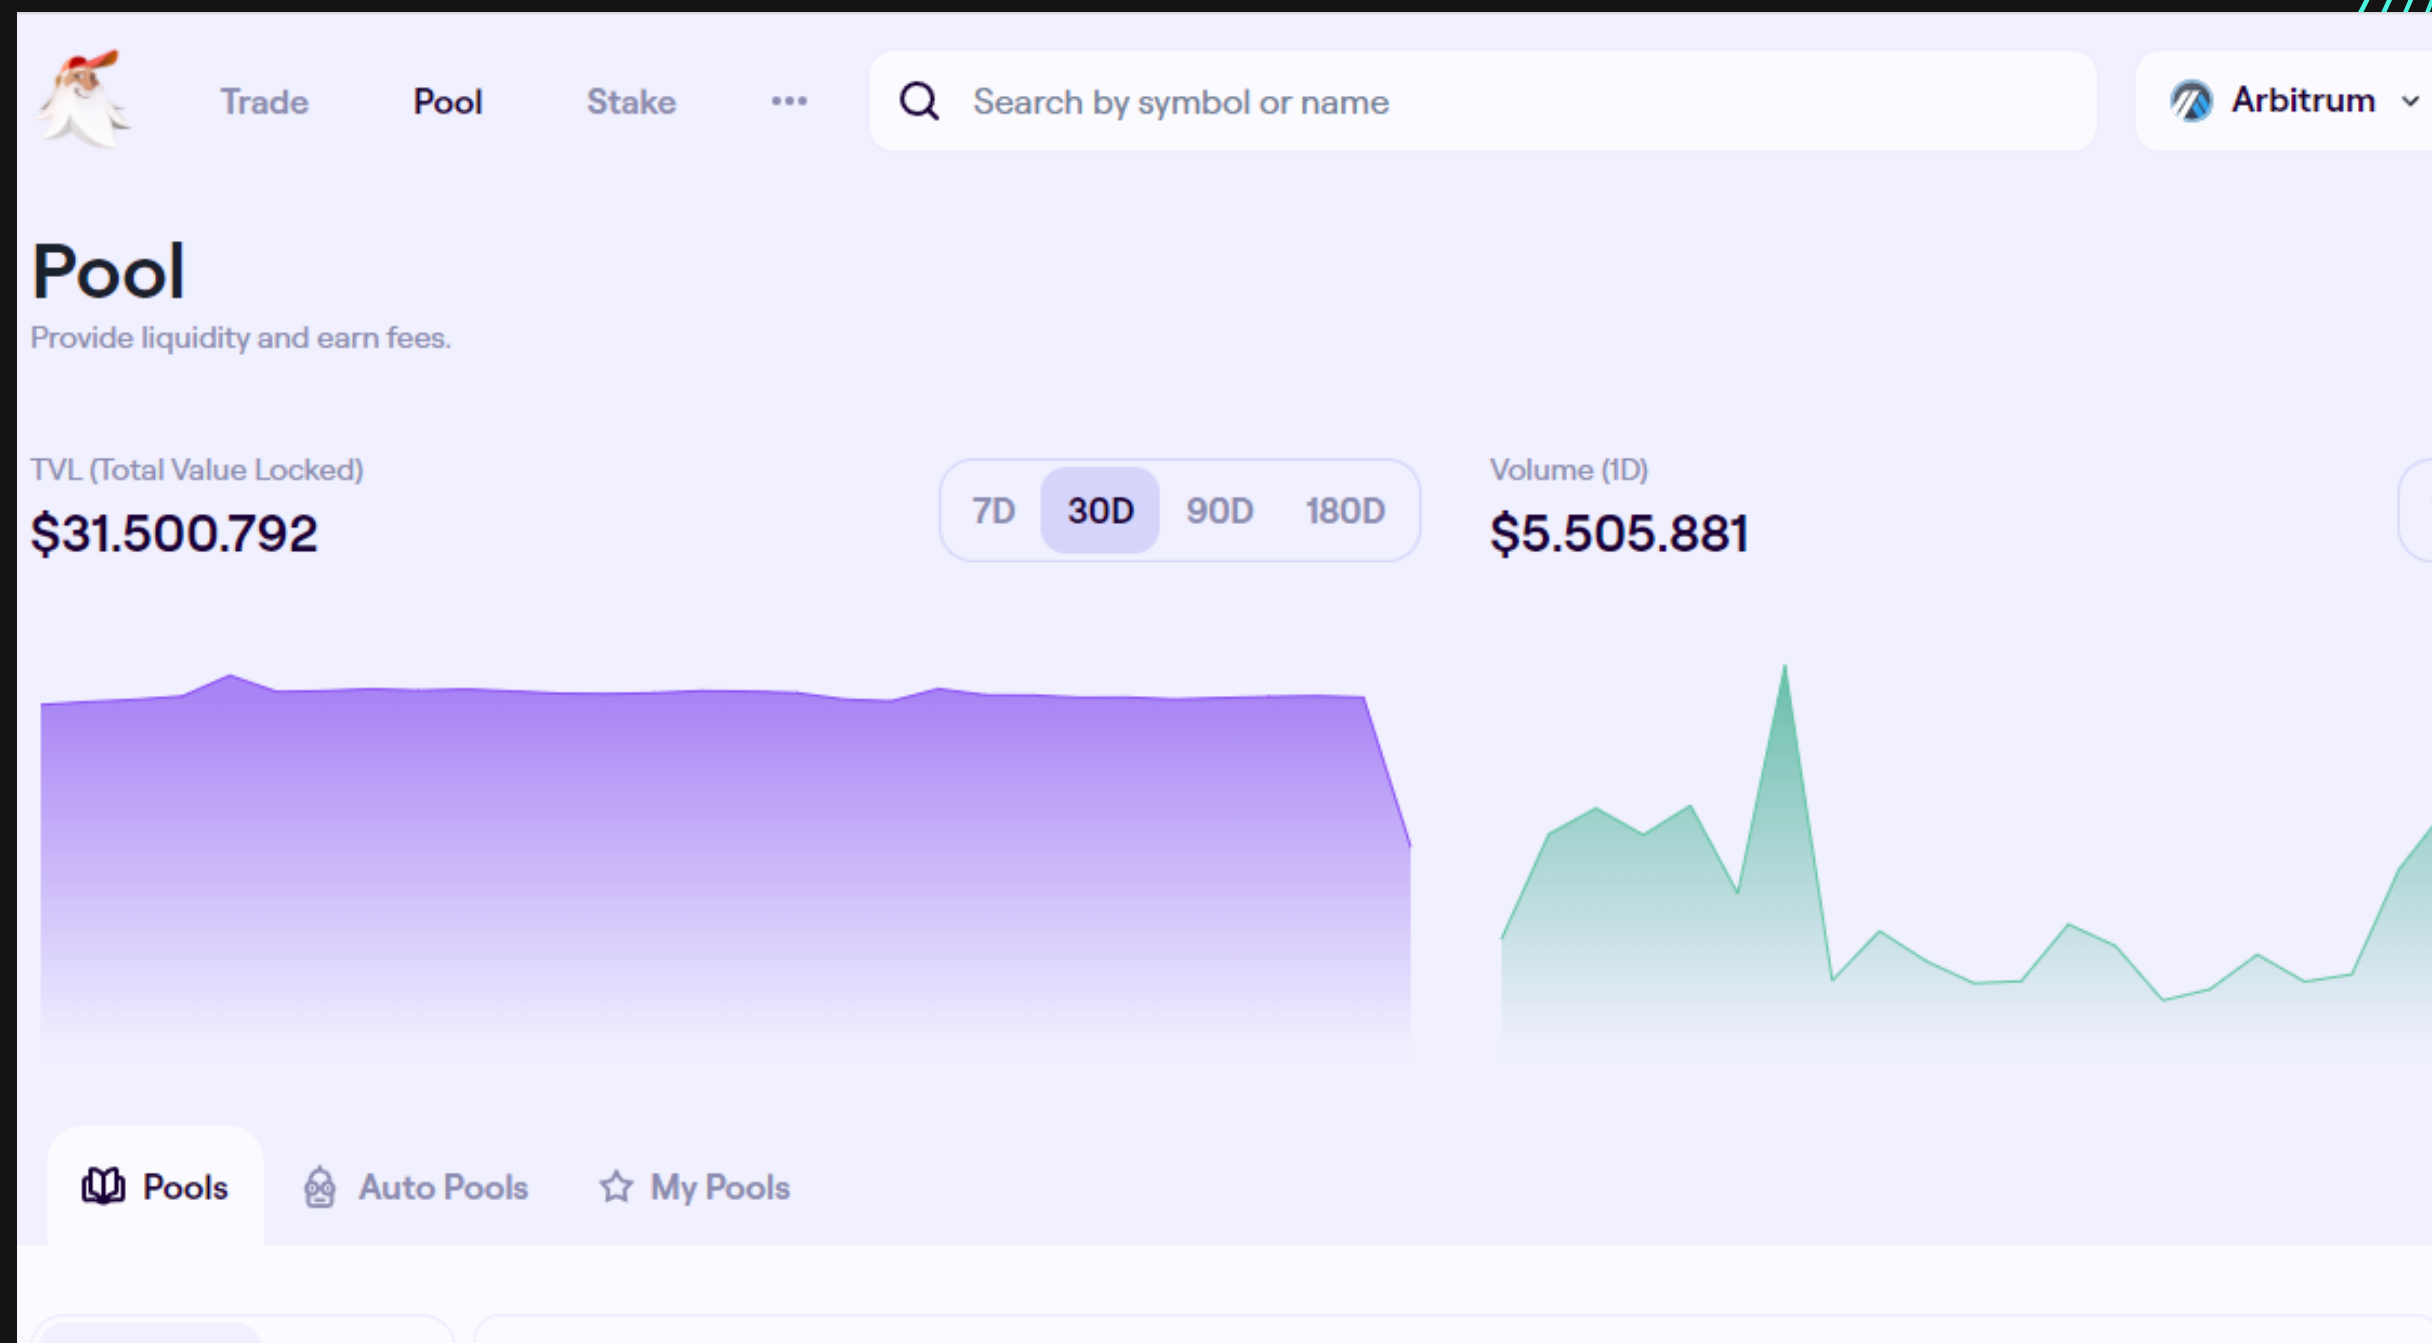 Trade Pool Stake ••• Search by symbol or name Arbitrum
Pool
Provide liquidity and earn fees.
TVL (Total Value Locked)
$31.500.792
7D 30D 90D 180D
Volume (1D)
$5.505.881
Pools Auto Pools My Pools